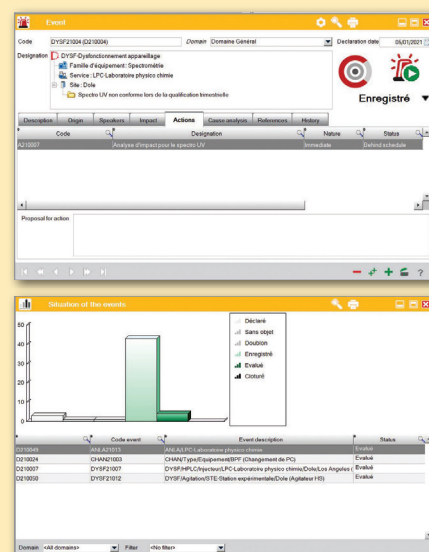 Event
Code DYSF21004 (D210004) Domain Domaine Général Declaration date 05/01/2021
Designation DYSF-Dysfonctionnement appareillage
Famille d'équipement : Spectrométrie
Service : LPC-Laboratoire physico chimie
Site : Dole
Spectre UV non conforme lors de la qualification trimestrielle
Enregistré
Description Origin Speakers Impact Actions Cause analysis References History
Code Designation Nature Status
A210007 Analyse d'impact pour le spectro UV Immediate Behind schedule
Proposal for action
Situation of the events
50
40
30
20
10
0
Déclaré
Sans objet
Doublon
Enregistré
Evalué
Cloturé
Code event Event description Status
D210049 ANLA21013 ANLA/LPC-Laboratoire physico chimie Evalué
D210024 CHAN21003 CHAN/Type/Equipement/BPF (Changement de PC) Evalué
D210007 DYSF21007 DYSF/HPLC/Injecteur/LPC-Laboratoire physico chimie/Dole/Los Angeles ( Evalué
D210050 DYSF21012 DYSF/Agitation/STE-Station expérimentale/Dole (Agitateur HS) Evalué
Domain <All domains> Filter <No filter>